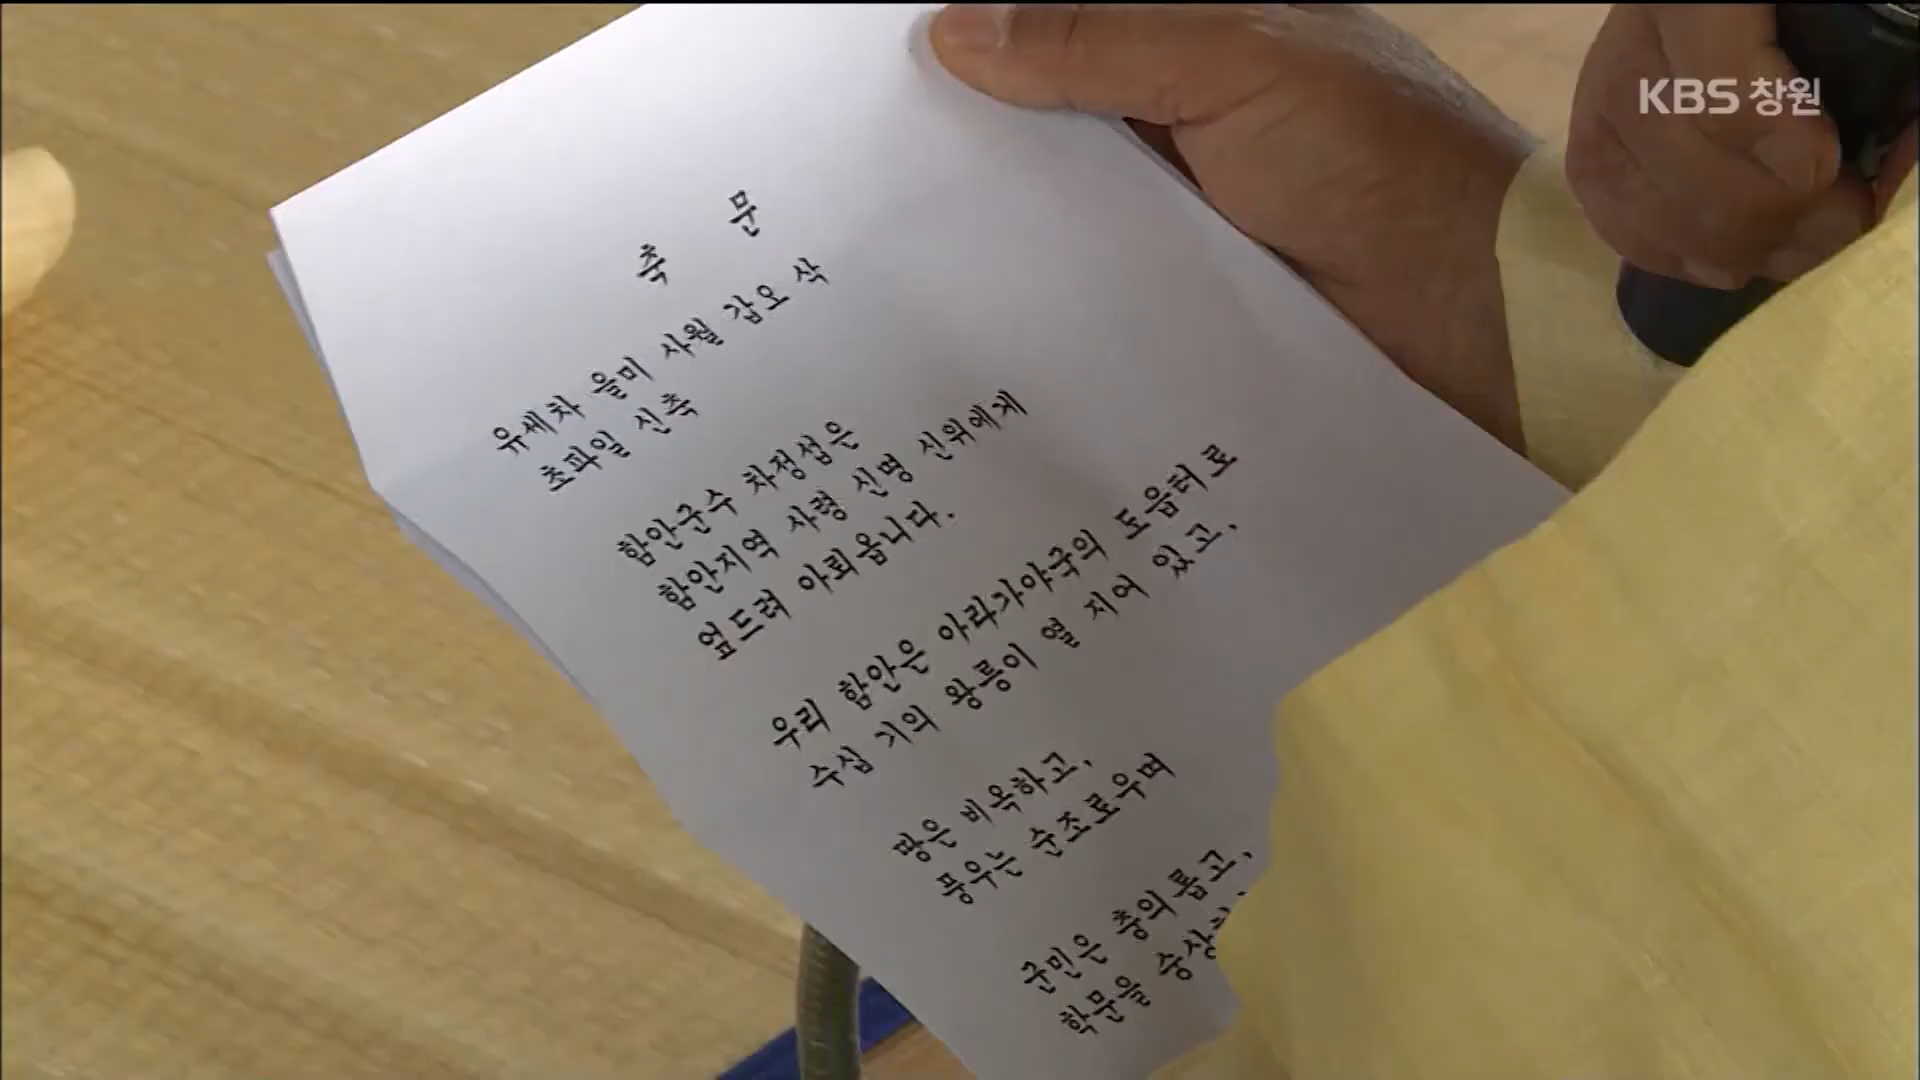 KBS 창원
축 문
유세차 을미 사월 갑오 삭
초파일 신축
함안군수 차정섭은
함안지역 사령 신명 신위에게
엎드려 아뢰옵니다.
우리 함안은 아라가야국의 도읍터로
수십 기의 왕릉이 열 지어 있고,
땅은 비옥하고,
풍우는 순조로우며
군민은 충의롭고,
학문을 숭상